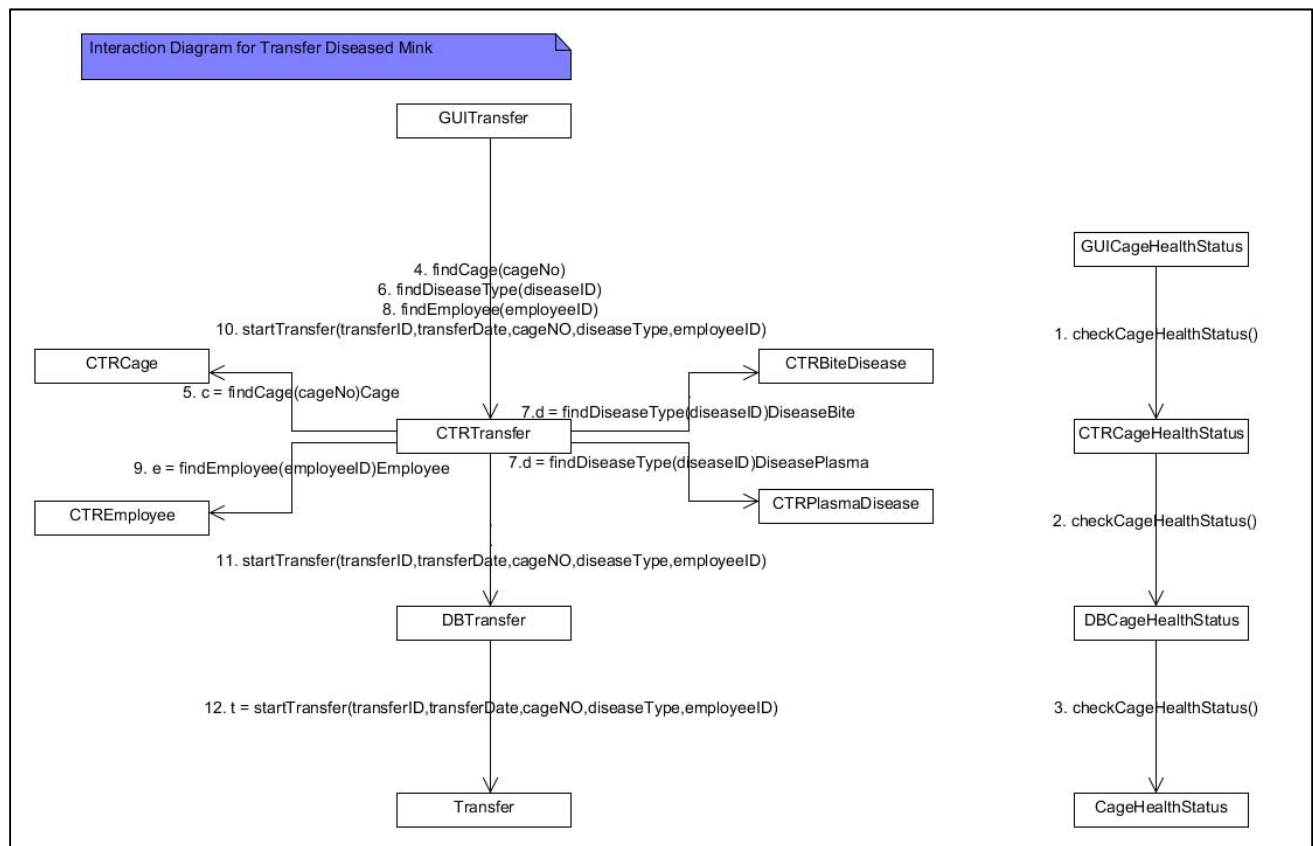 Interaction Diagram for Transfer Diseased Mink
GUITransfer
GUICageHealthStatus
4. findCage(cageNo)
6. findDiseaseType(diseaseID)
8. findEmployee(employeeID)
10. startTransfer(transferID,transferDate,cageNO,diseaseType,employeeID)
1. checkCageHealthStatus()
CTRCage
CTRBiteDisease
5. c = findCage(cageNo)Cage
7.d = findDiseaseType(diseaseID)DiseaseBite
CTRTransfer
CTRCageHealthStatus
9. e = findEmployee(employeeID)Employee
7.d = findDiseaseType(diseaseID)DiseasePlasma
CTREmployee
CTRPlasmaDisease
2. checkCageHealthStatus()
11. startTransfer(transferID,transferDate,cageNO,diseaseType,employeeID)
DBTransfer
DBCageHealthStatus
12. t = startTransfer(transferID,transferDate,cageNO,diseaseType,employeeID)
3. checkCageHealthStatus()
Transfer
CageHealthStatus